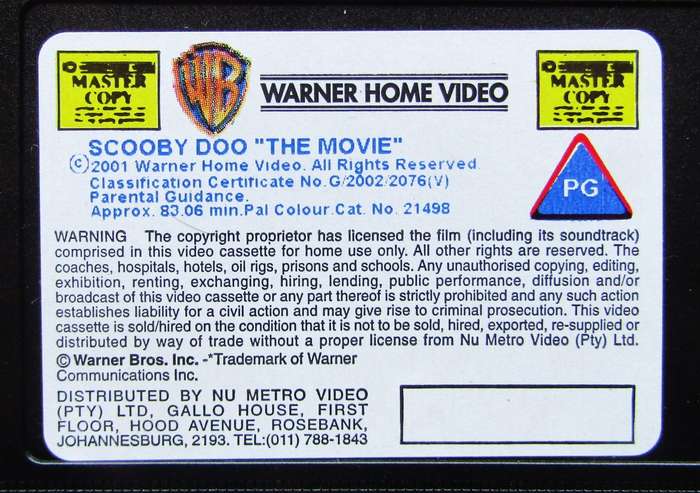 MASTER
COPY
WB
WARNER HOME VIDEO
MASTER
COPY
SCOOBY DOO "THE MOVIE"
©2001 Warner Home Video. All Rights Reserved
Classification Certificate No.G/2002/2076(V)
Parental Guidance.
Approx. 83.06 min.Pal Colour.Cat. No. 21498
PG
WARNING The copyright proprietor has licensed the film (including its soundtrack)
comprised in this video cassette for home use only. All other rights are reserved. The
coaches, hospitals, hotels, oil rigs, prisons and schools. Any unauthorised copying, editing,
exhibition, renting, exchanging, hiring, lending, public performance, diffusion and/or
broadcast of this video cassette or any part thereof is strictly prohibited and any such action
establishes liability for a civil action and may give rise to criminal prosecution. This video
cassette is sold/hired on the condition that it is not to be sold, hired, exported, re-supplied or
distributed by way of trade without a proper license from Nu Metro Video (Pty) Ltd.
© Warner Bros. Inc. -*Trademark of Warner
Communications Inc.
DISTRIBUTED BY NU METRO VIDEO
(PTY) LTD, GALLO HOUSE, FIRST
FLOOR, HOOD AVENUE, ROSEBANK,
JOHANNESBURG, 2193. TEL:(011) 788-1843